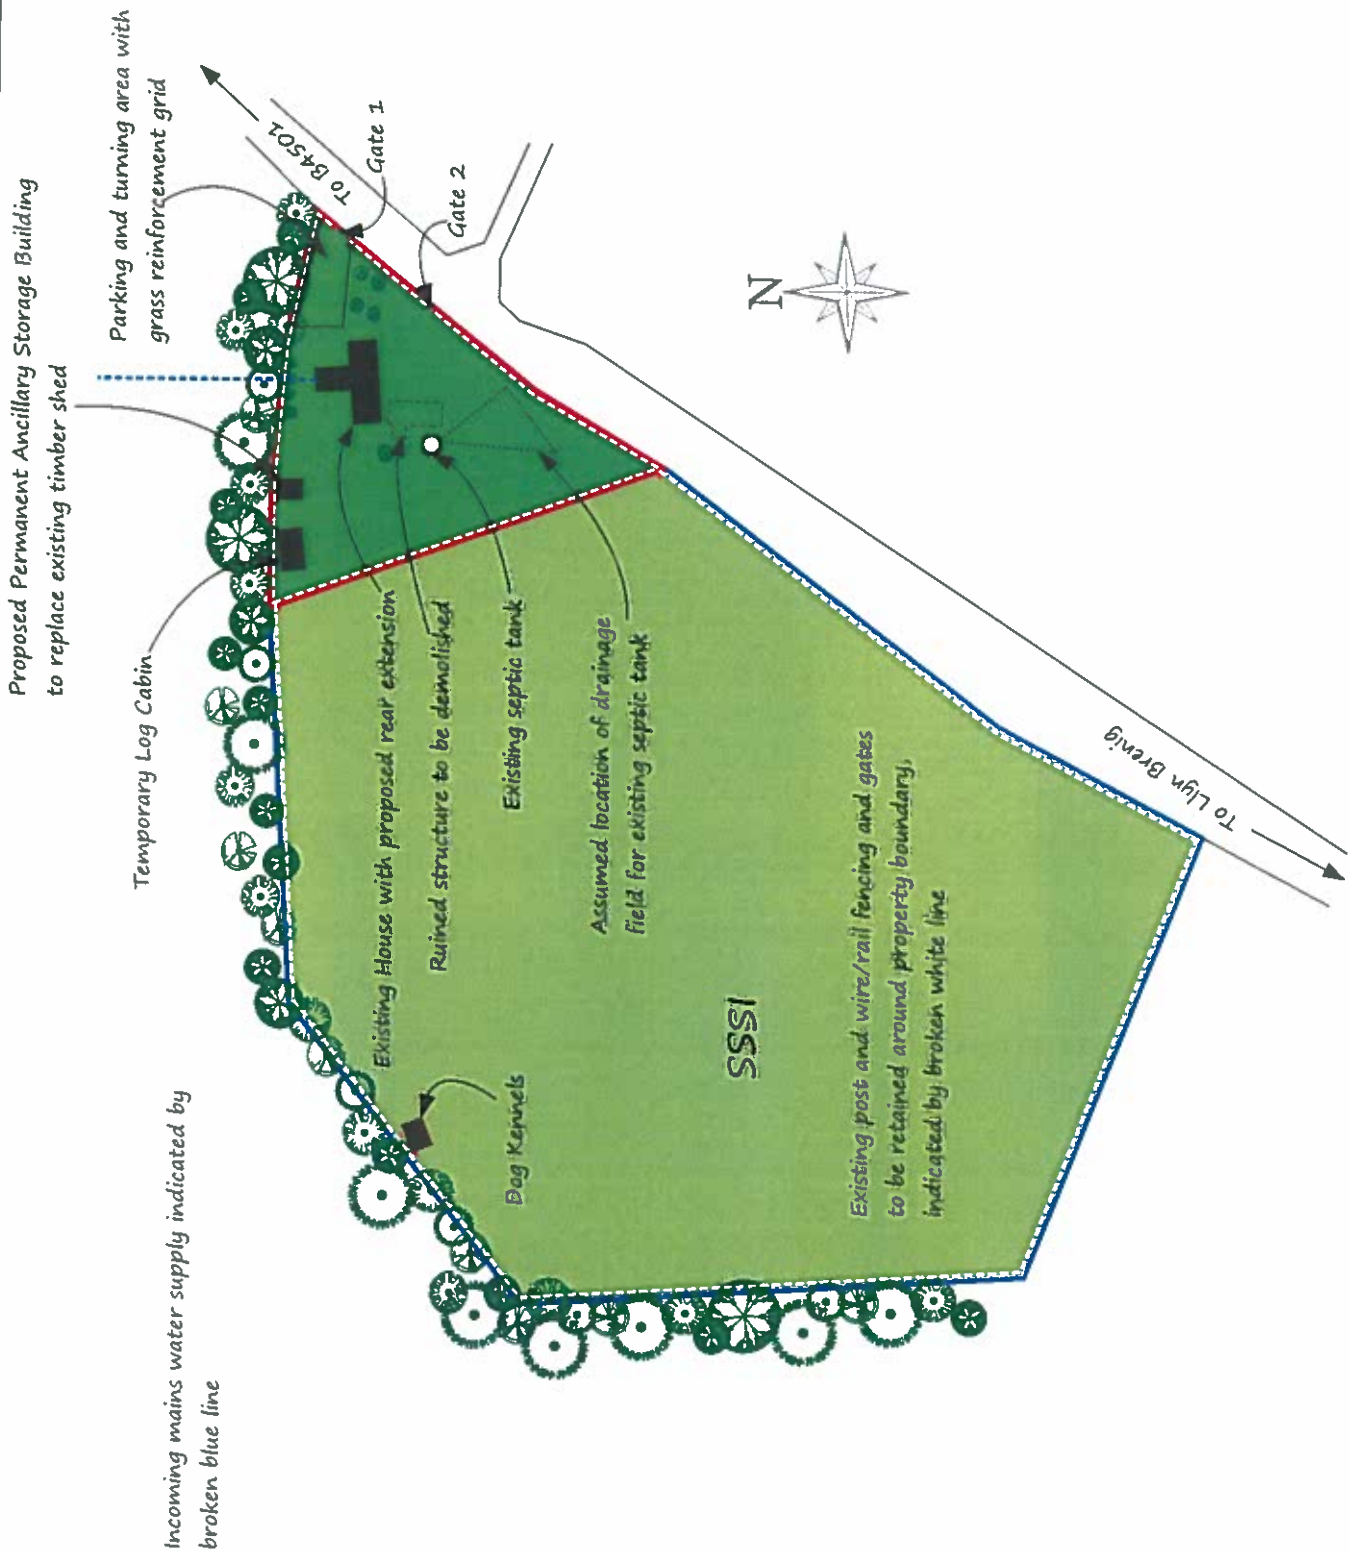 Proposed Permanent Ancillary Storage Building
to replace existing timber shed
Parking and turning area with
grass reinforcement grid
Temporary Log Cabin
Incoming mains water supply indicated by
broken blue line
To B4501
Gate 1
Gate 2
N
Existing House with proposed rear extension
Ruined structure to be demolished
Existing septic tank
Assumed location of drainage
field for existing septic tank
Dog Kennels
SSSI
Existing post and wire/rail fencing and gates
to be retained around property boundary,
indicated by broken white line
To Llyn Brenig